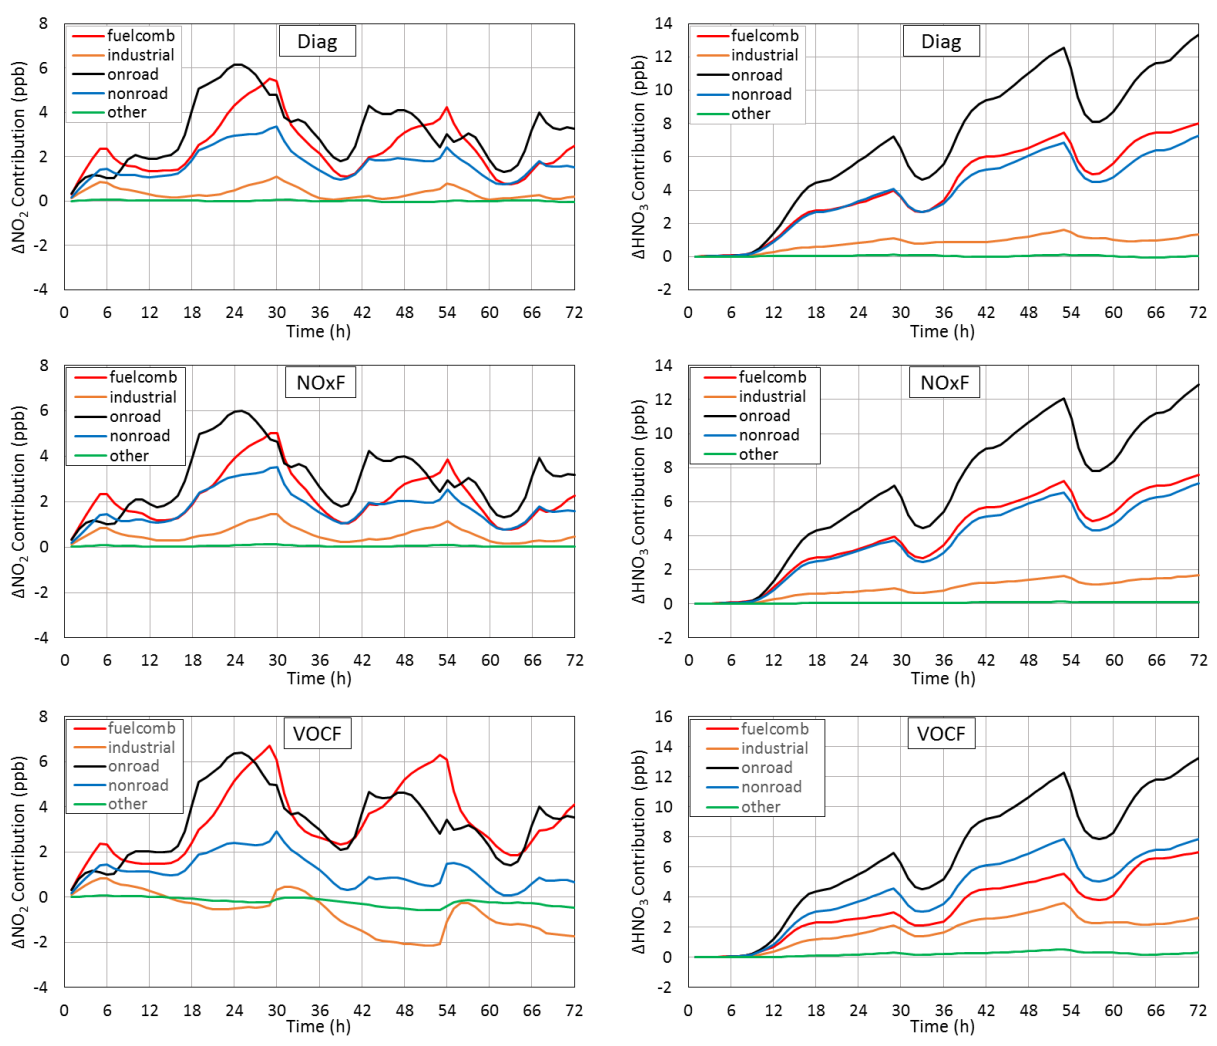 ΔNO2 Contribution (ppb)
8
6
4
2
0
-2
-4
fuelcomb
industrial
onroad
nonroad
other
Diag
0 6 12 18 24 30 36 42 48 54 60 66 72
Time (h)
ΔHNO3 Contribution (ppb)
14
12
10
8
6
4
2
0
-2
fuelcomb
industrial
onroad
nonroad
other
Diag
0 6 12 18 24 30 36 42 48 54 60 66 72
Time (h)
ΔNO2 Contribution (ppb)
8
6
4
2
0
-2
-4
fuelcomb
industrial
onroad
nonroad
other
NOxF
0 6 12 18 24 30 36 42 48 54 60 66 72
Time (h)
ΔHNO3 Contribution (ppb)
14
12
10
8
6
4
2
0
-2
fuelcomb
industrial
onroad
nonroad
other
NOxF
0 6 12 18 24 30 36 42 48 54 60 66 72
Time (h)
ΔNO2 Contribution (ppb)
8
6
4
2
0
-2
-4
fuelcomb
industrial
onroad
nonroad
other
VOCF
0 6 12 18 24 30 36 42 48 54 60 66 72
Time (h)
ΔHNO3 Contribution (ppb)
16
14
12
10
8
6
4
2
0
-2
fuelcomb
industrial
onroad
nonroad
other
VOCF
0 6 12 18 24 30 36 42 48 54 60 66 72
Time (h)